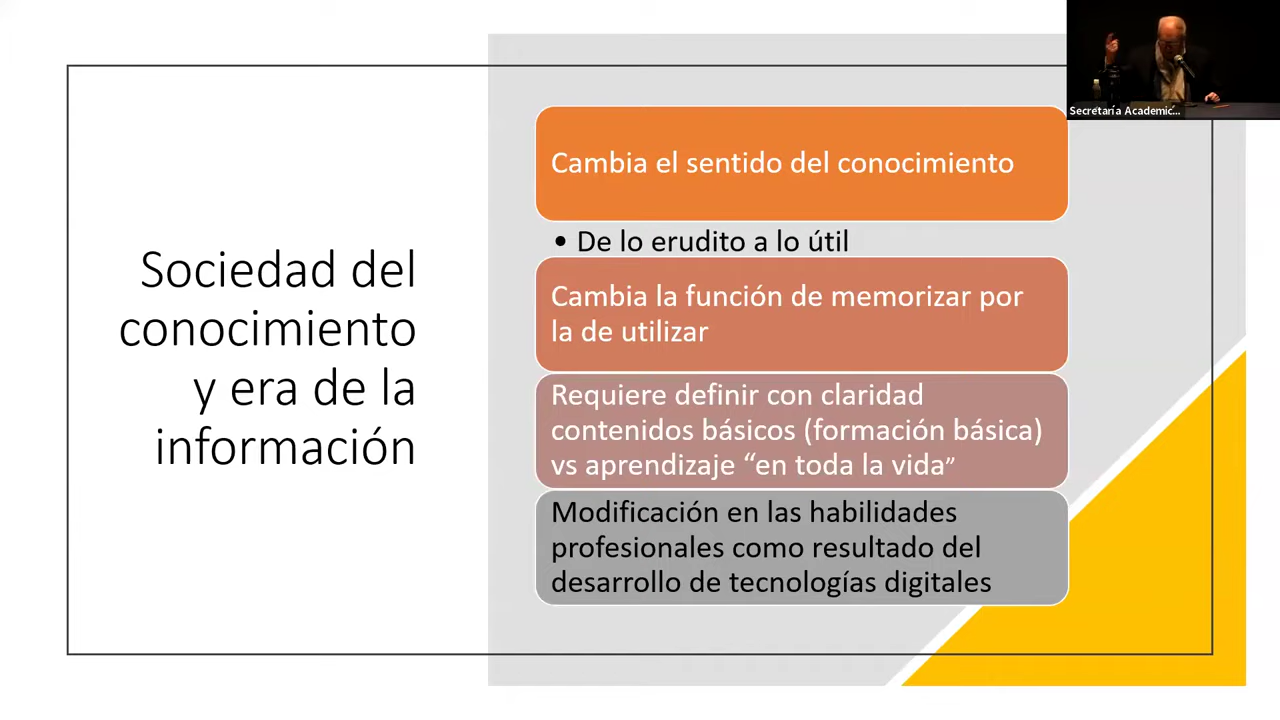 Sociedad del
conocimiento
y era de la
información
Cambia el sentido del conocimiento
• De lo erudito a lo útil
Cambia la función de memorizar por
la de utilizar
Requiere definir con claridad
contenidos básicos (formación básica)
vs aprendizaje “en toda la vida”
Modificación en las habilidades
profesionales como resultado del
desarrollo de tecnologías digitales
Secretaría Academic...